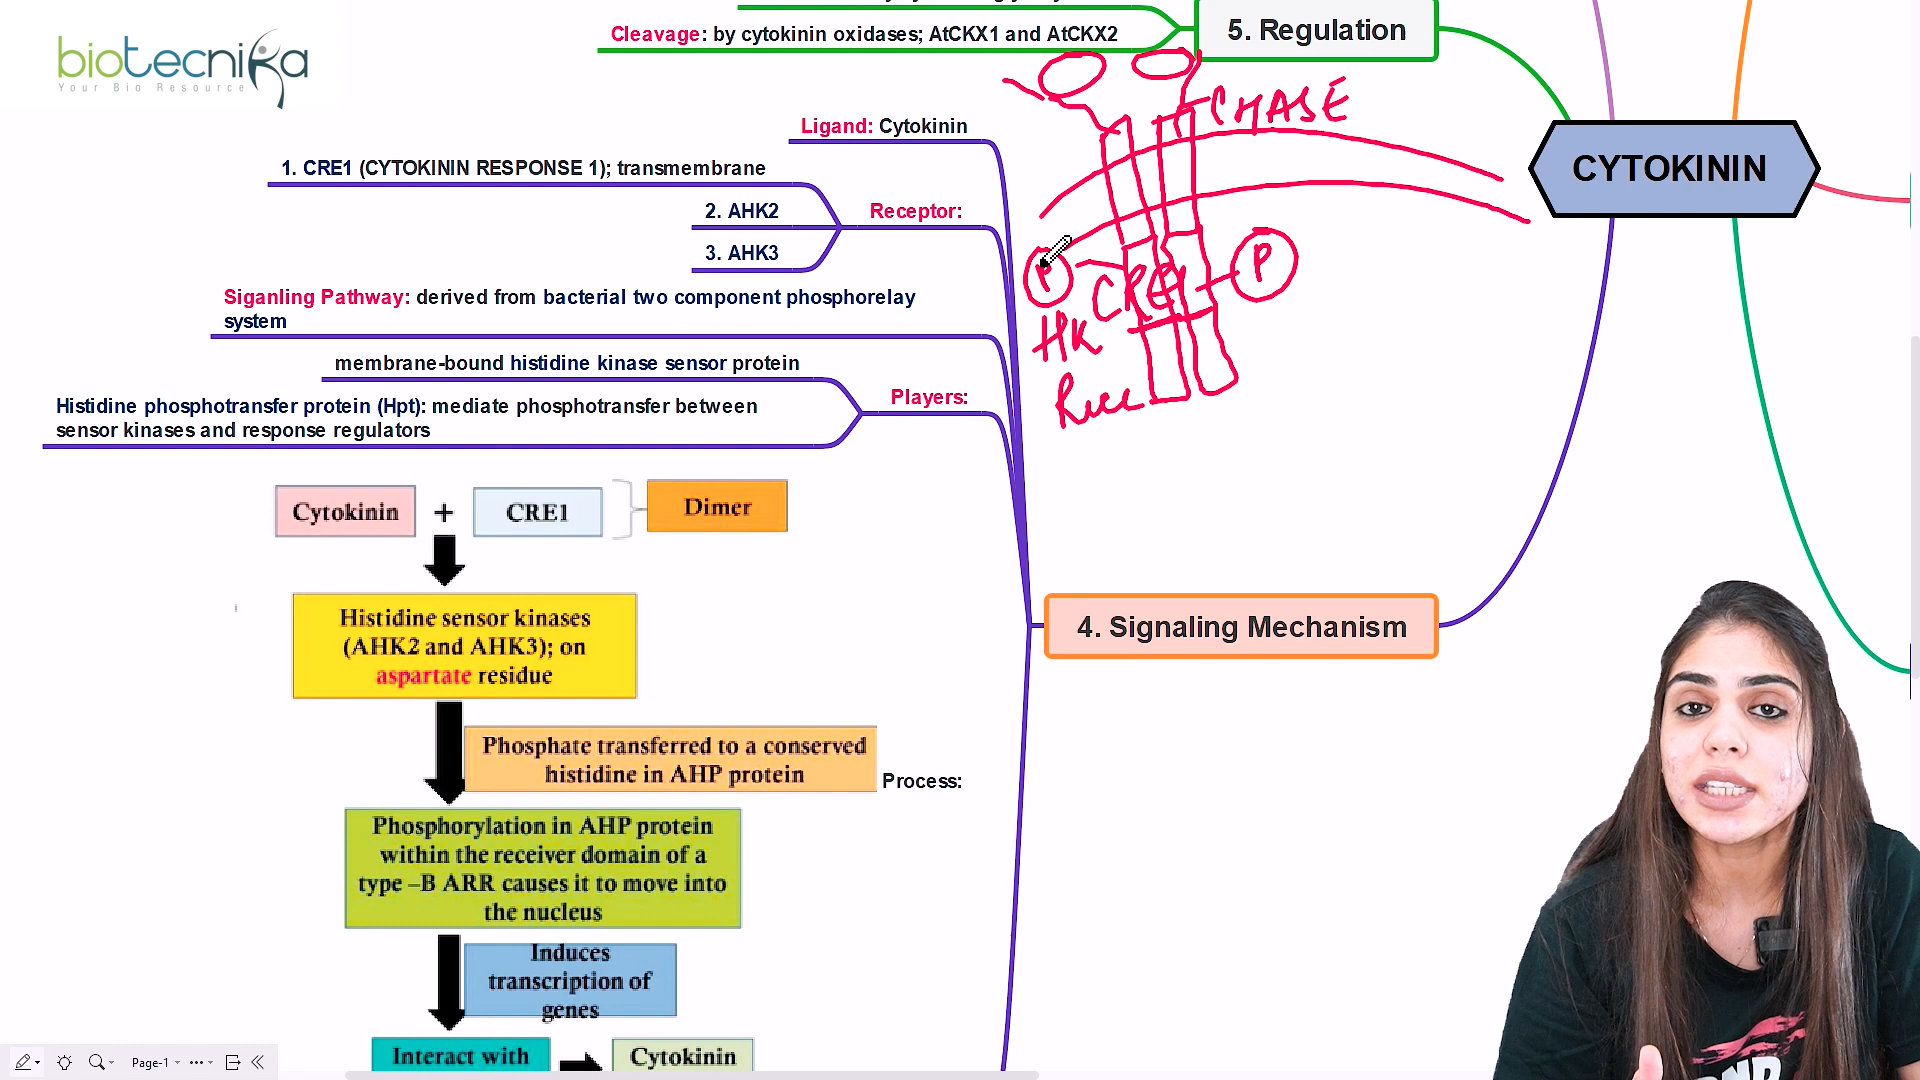 biotecnika
Your Bio Resource
Cleavage: by cytokinin oxidases; AtCKX1 and AtCKX2
5. Regulation
CHASE
Ligand: Cytokinin
1. CRE1 (CYTOKININ RESPONSE 1); transmembrane
2. AHK2
3. AHK3
Receptor:
CYTOKININ
P
CRE1
P
HK
Siganling Pathway: derived from bacterial two component phosphorelay
system
membrane-bound histidine kinase sensor protein
Histidine phosphotransfer protein (Hpt): mediate phosphotransfer between
sensor kinases and response regulators
Players:
Cytokinin + CRE1 Dimer
Histidine sensor kinases
(AHK2 and AHK3); on
aspartate residue
4. Signaling Mechanism
Phosphate transferred to a conserved
histidine in AHP protein
Process:
Phosphorylation in AHP protein
within the receiver domain of a
type –B ARR causes it to move into
the nucleus
Induces
transcription of
genes
Interact with
Cytokinin
Page-1